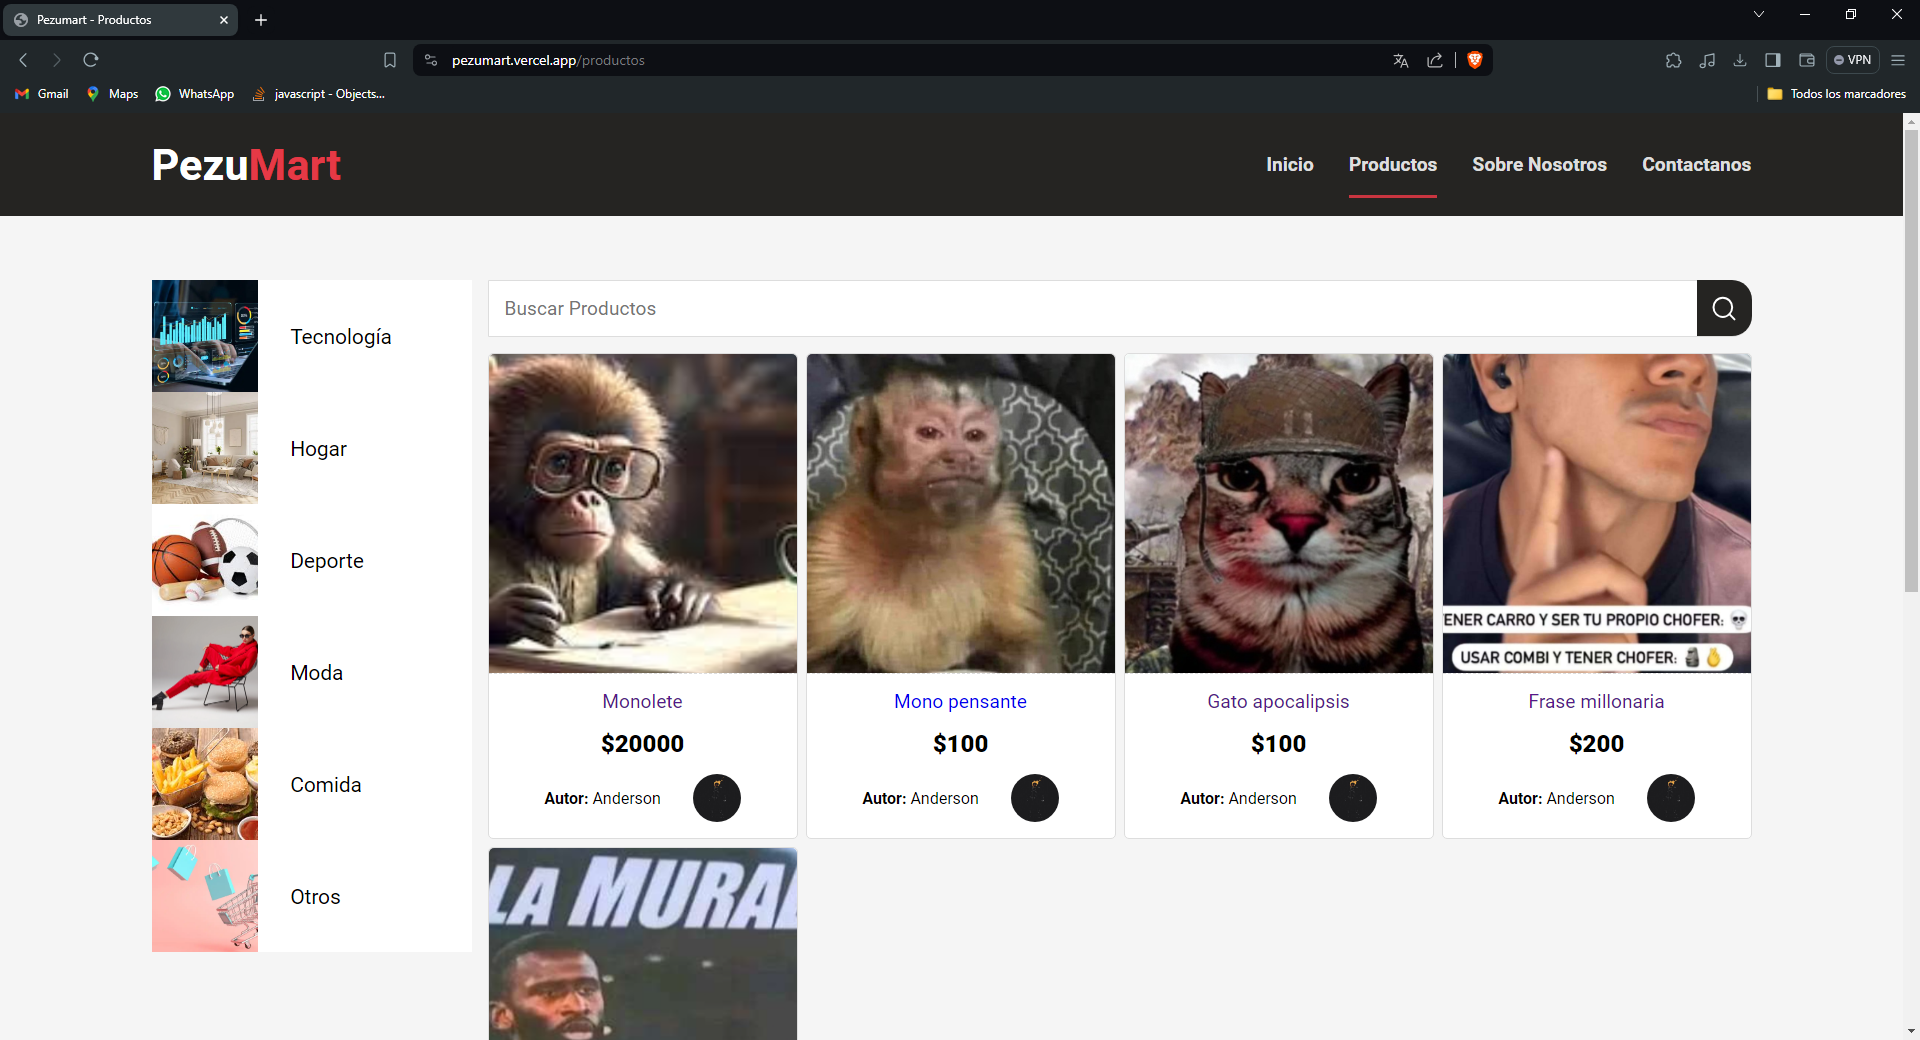 Pezumart - Productos
pezumart.vercel.app/productos
VPN
Gmail
Maps
WhatsApp
javascript - Objects...
Todos los marcadores
PezuMart
Inicio
Productos
Sobre Nosotros
Contactanos
Tecnología
Hogar
Deporte
Moda
Comida
Otros
Buscar Productos
TENER CARRO Y SER TU PROPIO CHOFER: 💀
USAR COMBI Y TENER CHOFER: 🗿
Monolete
$20000
Autor: Anderson
Mono pensante
$100
Autor: Anderson
Gato apocalipsis
$100
Autor: Anderson
Frase millonaria
$200
Autor: Anderson
LA MURAL